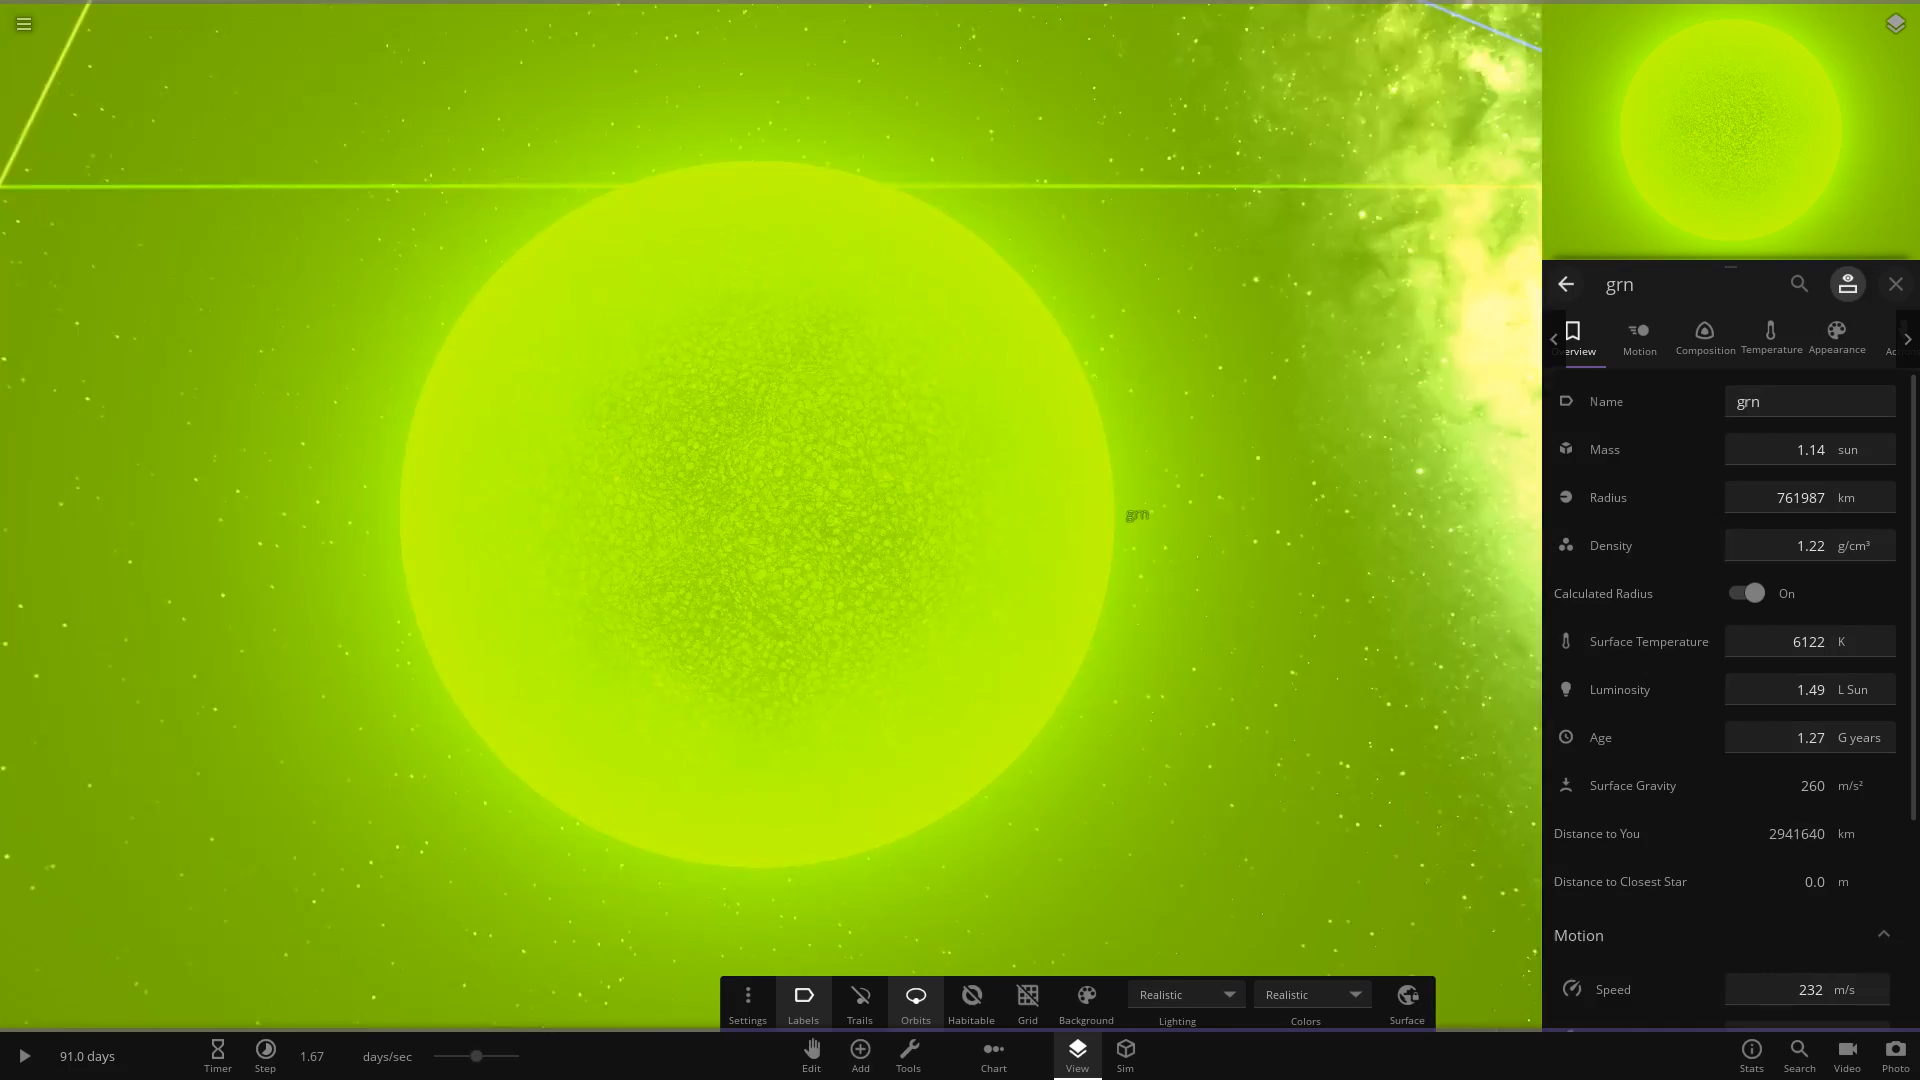 grn
grn
Overview
Motion
Composition
Temperature
Appearance
Name grn
Mass 1.14 sun
Radius 761987 km
Density 1.22 g/cm³
Calculated Radius On
Surface Temperature 6122 K
Luminosity 1.49 L Sun
Age 1.27 G years
Surface Gravity 260 m/s²
Distance to You 2941640 km
Distance to Closest Star 0.0 m
Motion
Speed 232 m/s
Settings
Labels
Trails
Orbits
Habitable
Grid
Background
Realistic
Lighting
Realistic
Colors
Surface
91.0 days
Timer
Step
1.67 days/sec
Edit
Add
Tools
Chart
View
Sim
Stats
Search
Video
Photo